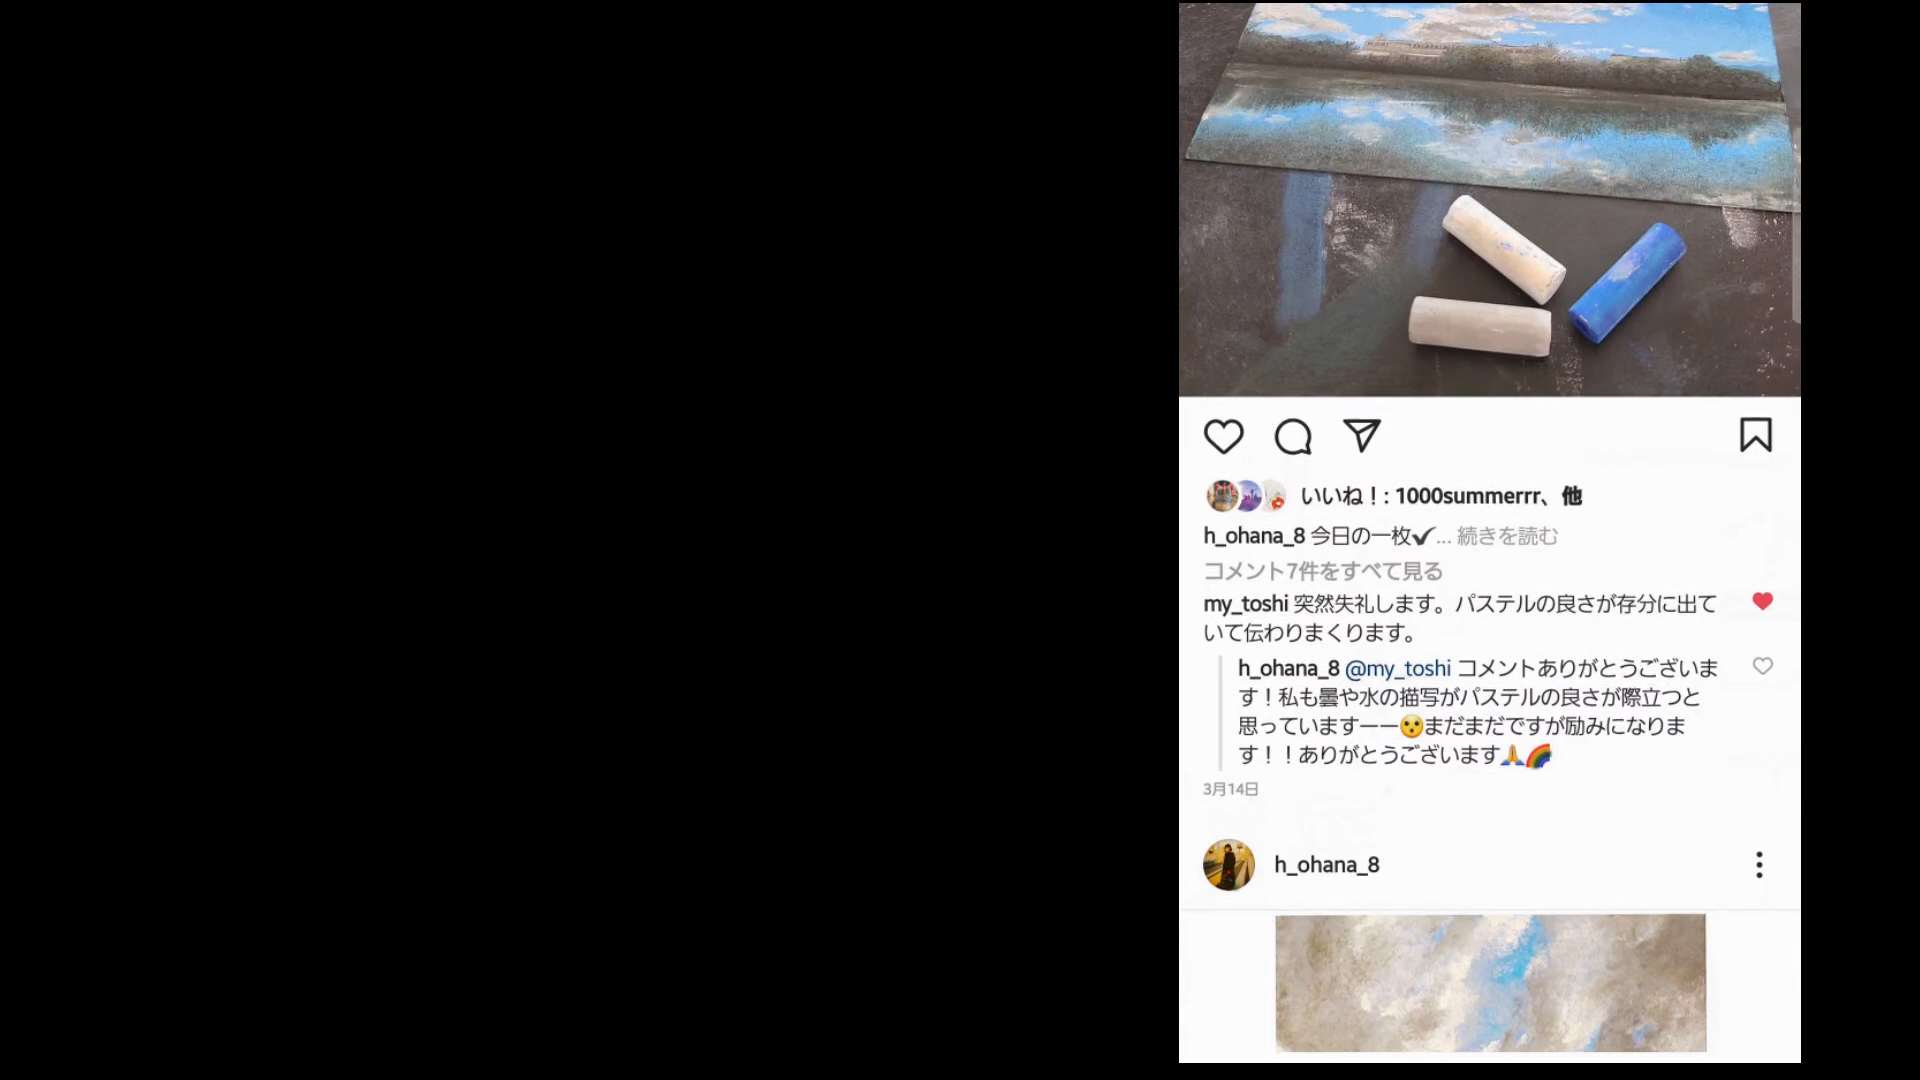 いいね！: 1000summerrr、他
h_ohana_8 今日の一枚✔... 続きを読む
コメント7件をすべて見る
my_toshi 突然失礼します。パステルの良さが存分に出て
いて伝わりまくります。
h_ohana_8 @my_toshi コメントありがとうございま
す！私も曇や水の描写がパステルの良さが際立つと
思っていますーー😮まだまだですが励みになりま
す！！ありがとうございます🙏🌈
3月14日
h_ohana_8